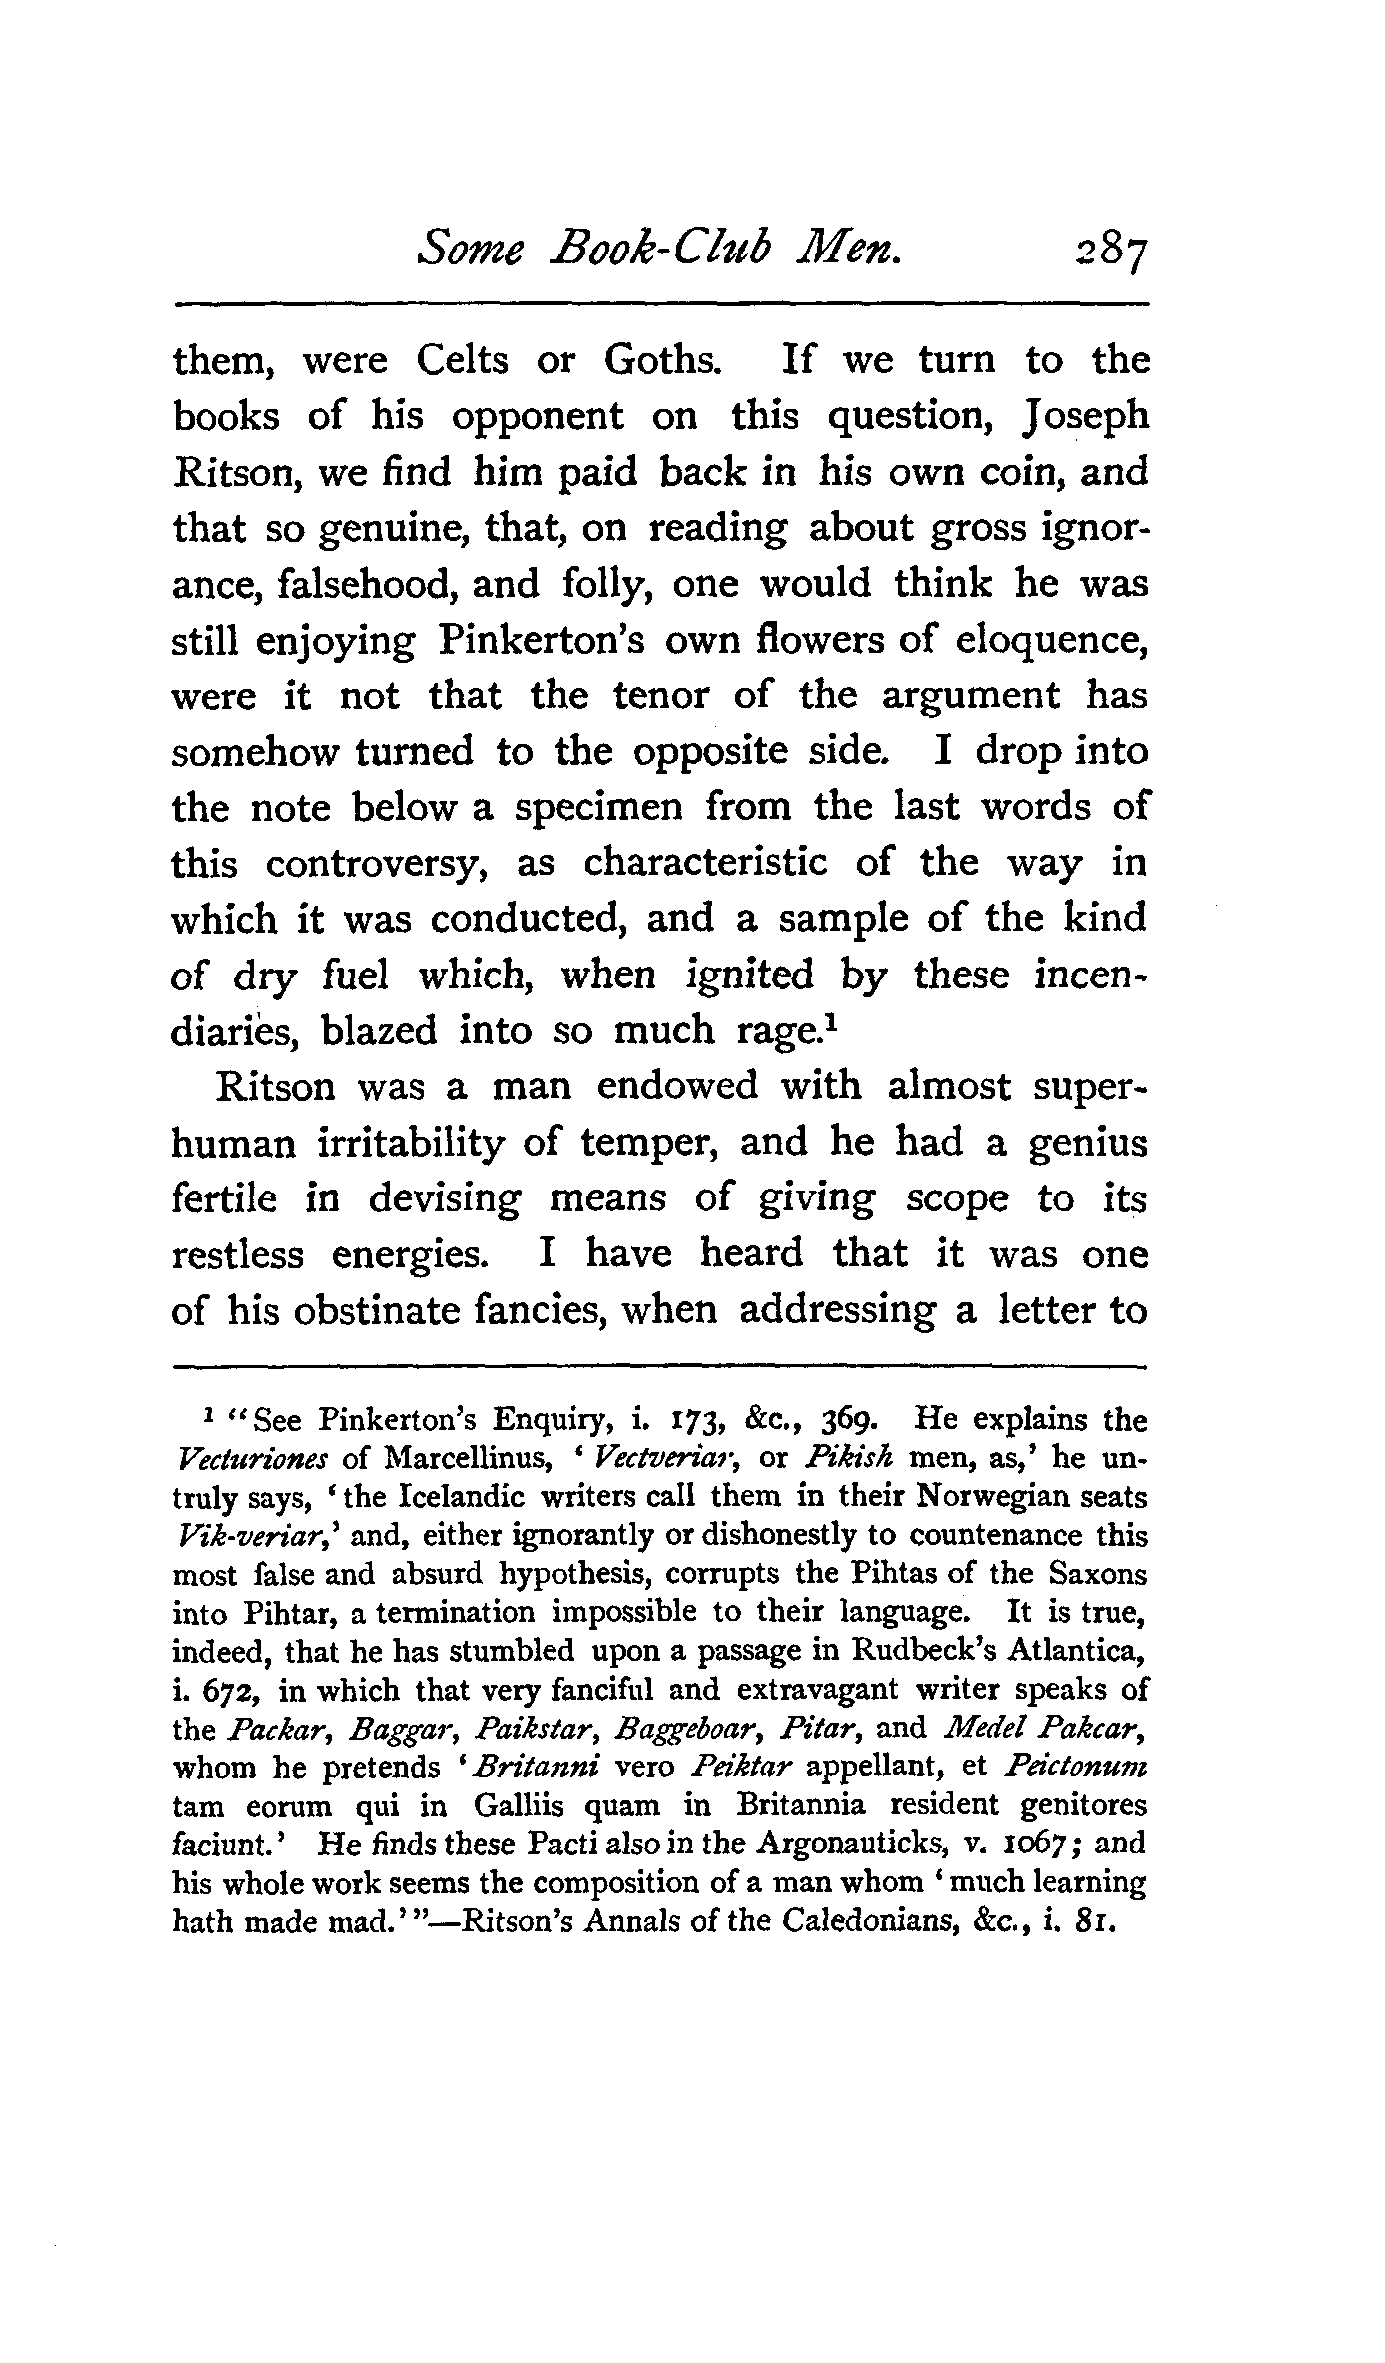 Some Book-Club Men. 287
them, were Celts or Goths. If we turn to the
books of his opponent on this question, Joseph
Ritson, we find him paid back in his own coin, and
that so genuine, that, on reading about gross ignor-
ance, falsehood, and folly, one would think he was
still enjoying Pinkerton's own flowers of eloquence,
were it not that the tenor of the argument has
somehow turned to the opposite side. I drop into
the note below a specimen from the last words of
this controversy, as characteristic of the way in
which it was conducted, and a sample of the kind
of dry fuel which, when ignited by these incen-
diaries, blazed into so much rage.¹
Ritson was a man endowed with almost super-
human irritability of temper, and he had a genius
fertile in devising means of giving scope to its
restless energies. I have heard that it was one
of his obstinate fancies, when addressing a letter to
¹ "See Pinkerton's Enquiry, i. 173, &c., 369. He explains the
Vecturiones of Marcellinus, ' Vectveriar, or Pikish men, as,' he un-
truly says, 'the Icelandic writers call them in their Norwegian seats
Vik-veriar,' and, either ignorantly or dishonestly to countenance this
most false and absurd hypothesis, corrupts the Pihtas of the Saxons
into Pihtar, a termination impossible to their language. It is true,
indeed, that he has stumbled upon a passage in Rudbeck's Atlantica,
i. 672, in which that very fanciful and extravagant writer speaks of
the Packar, Baggar, Paikstar, Baggeboar, Pitar, and Medel Pakcar,
whom he pretends 'Britanni vero Peiktar appellant, et Peictonum
tam eorum qui in Galliis quam in Britannia resident genitores
faciunt.' He finds these Pacti also in the Argonauticks, v. 1067; and
his whole work seems the composition of a man whom 'much learning
hath made mad.'"—Ritson's Annals of the Caledonians, &c., i. 81.